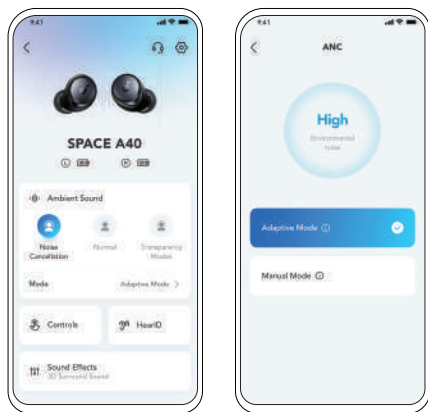 9:41
SPACE A40
L
R
Ambient Sound
Noise
Cancellation
Normal
Transparency
Modes
Mode
Adaptive Mode
Controls
HearID
Sound Effects
3D Surround Sound
9:41
ANC
High
Environmental
noise
Adaptive Mode
Manual Mode